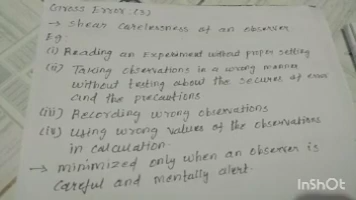 Gross Error: (3)
→ Shear carelessness of an observer
Eg:
(i) Reading an Experiment without proper setting
(ii) Taking observations in a wrong manner
without testing about the sources of error
and the precautions
(iii) Recording wrong observations
(iv) Using wrong values of the observations
in calculation.
→ minimized only when an observer is
careful and mentally alert.
InShot